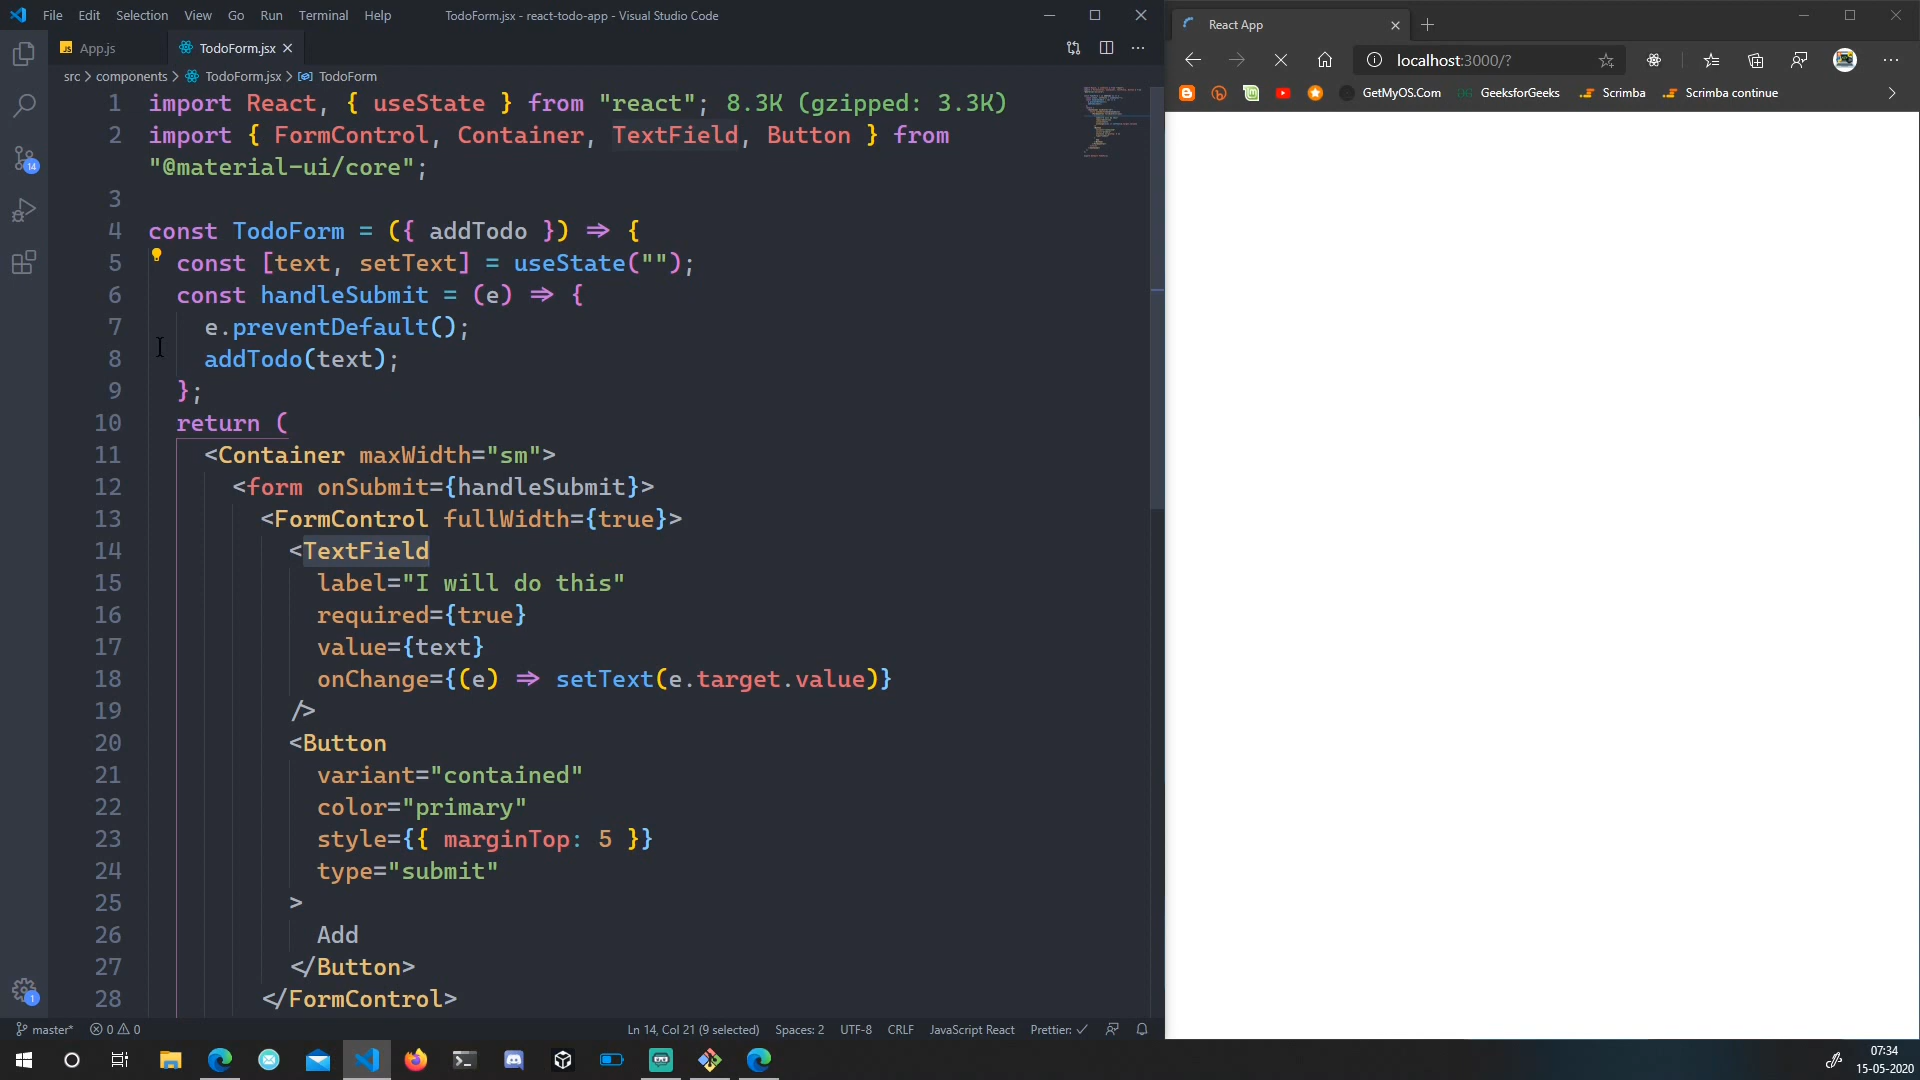 File Edit Selection View Go Run Terminal Help
TodoForm.jsx - react-todo-app - Visual Studio Code
JS App.js
TodoForm.jsx
src > components > TodoForm.jsx > TodoForm
1 import React, { useState } from "react"; 8.3K (gzipped: 3.3K)
2 import { FormControl, Container, TextField, Button } from
"@material-ui/core";
3
4 const TodoForm = ({ addTodo }) => {
5 const [text, setText] = useState("");
6 const handleSubmit = (e) => {
7 e.preventDefault();
8 addTodo(text);
9 };
10 return (
11 <Container maxWidth="sm">
12 <form onSubmit={handleSubmit}>
13 <FormControl fullWidth={true}>
14 <TextField
15 label="I will do this"
16 required={true}
17 value={text}
18 onChange={(e) => setText(e.target.value)}
19 />
20 <Button
21 variant="contained"
22 color="primary"
23 style={{ marginTop: 5 }}
24 type="submit"
25 >
26 Add
27 </Button>
28 </FormControl>
14
1
master* 0 0
Ln 14, Col 21 (9 selected) Spaces: 2 UTF-8 CRLF JavaScript React Prettier: ✓
React App
localhost:3000/?
GetMyOS.Com GeeksforGeeks Scrimba Scrimba continue
07:34
15-05-2020